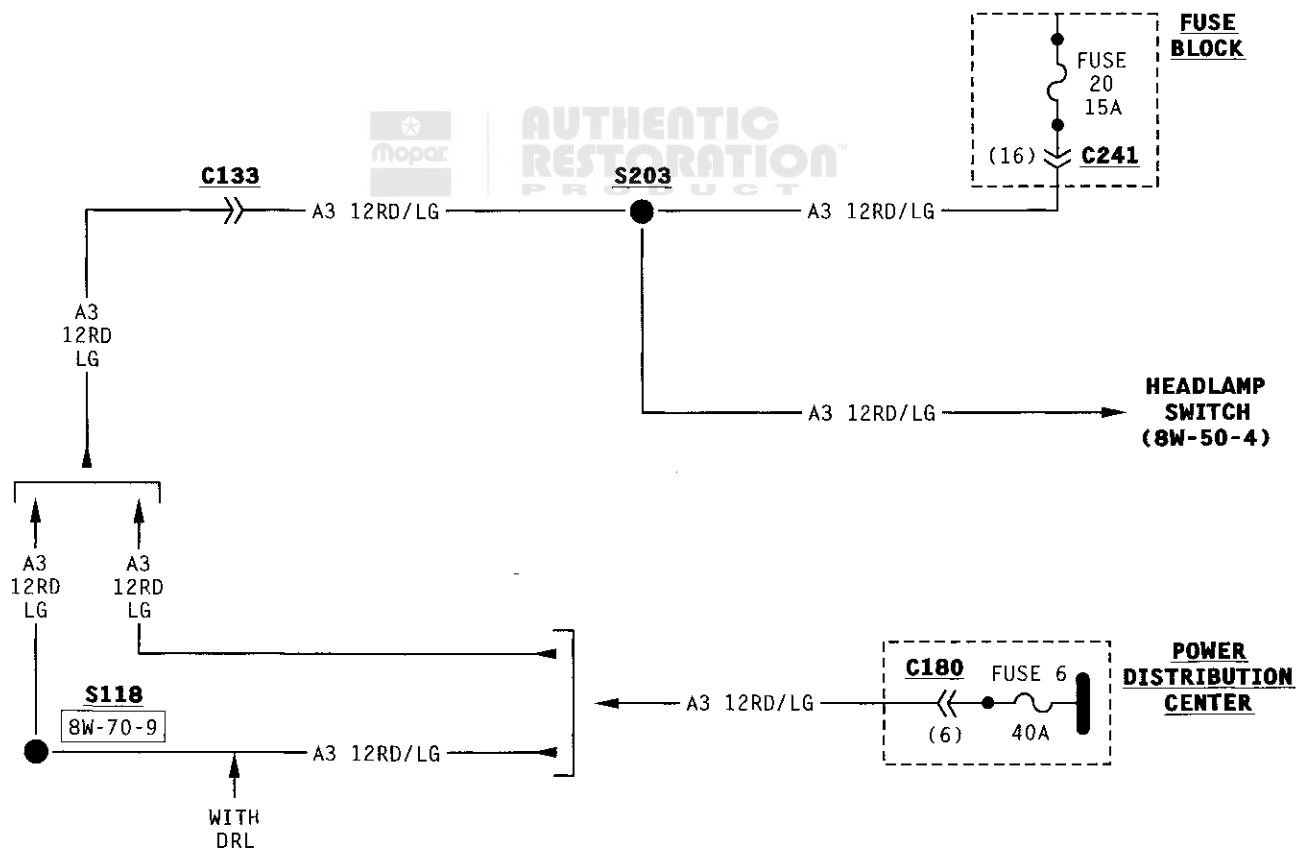 FUSE
BLOCK
FUSE
20
15A
(16)
C241
Mopar
AUTHENTIC
RESTORATION™
PRODUCT
C133
S203
A3 12RD/LG
A3 12RD/LG
A3
12RD
LG
A3 12RD/LG
HEADLAMP
SWITCH
(8W-50-4)
A3
12RD
LG
A3
12RD
LG
S118
8W-70-9
A3 12RD/LG
WITH
DRL
A3 12RD/LG
C180
FUSE 6
(6)
40A
POWER
DISTRIBUTION
CENTER